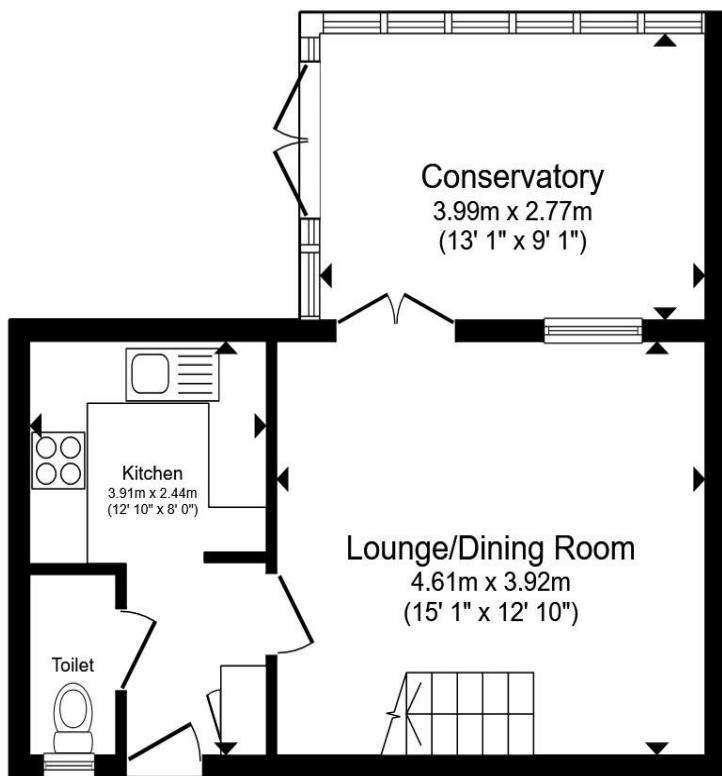 Conservatory
3.99m x 2.77m
(13' 1" x 9' 1")
Kitchen
3.91m x 2.44m
(12' 10" x 8' 0")
Lounge/Dining Room
4.61m x 3.92m
(15' 1" x 12' 10")
Toilet